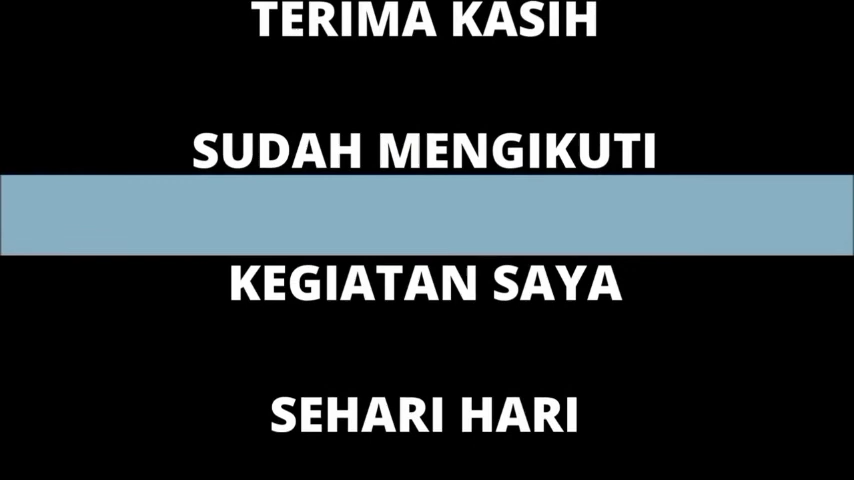 TERIMA KASIH
SUDAH MENGIKUTI
KEGIATAN SAYA
SEHARI HARI